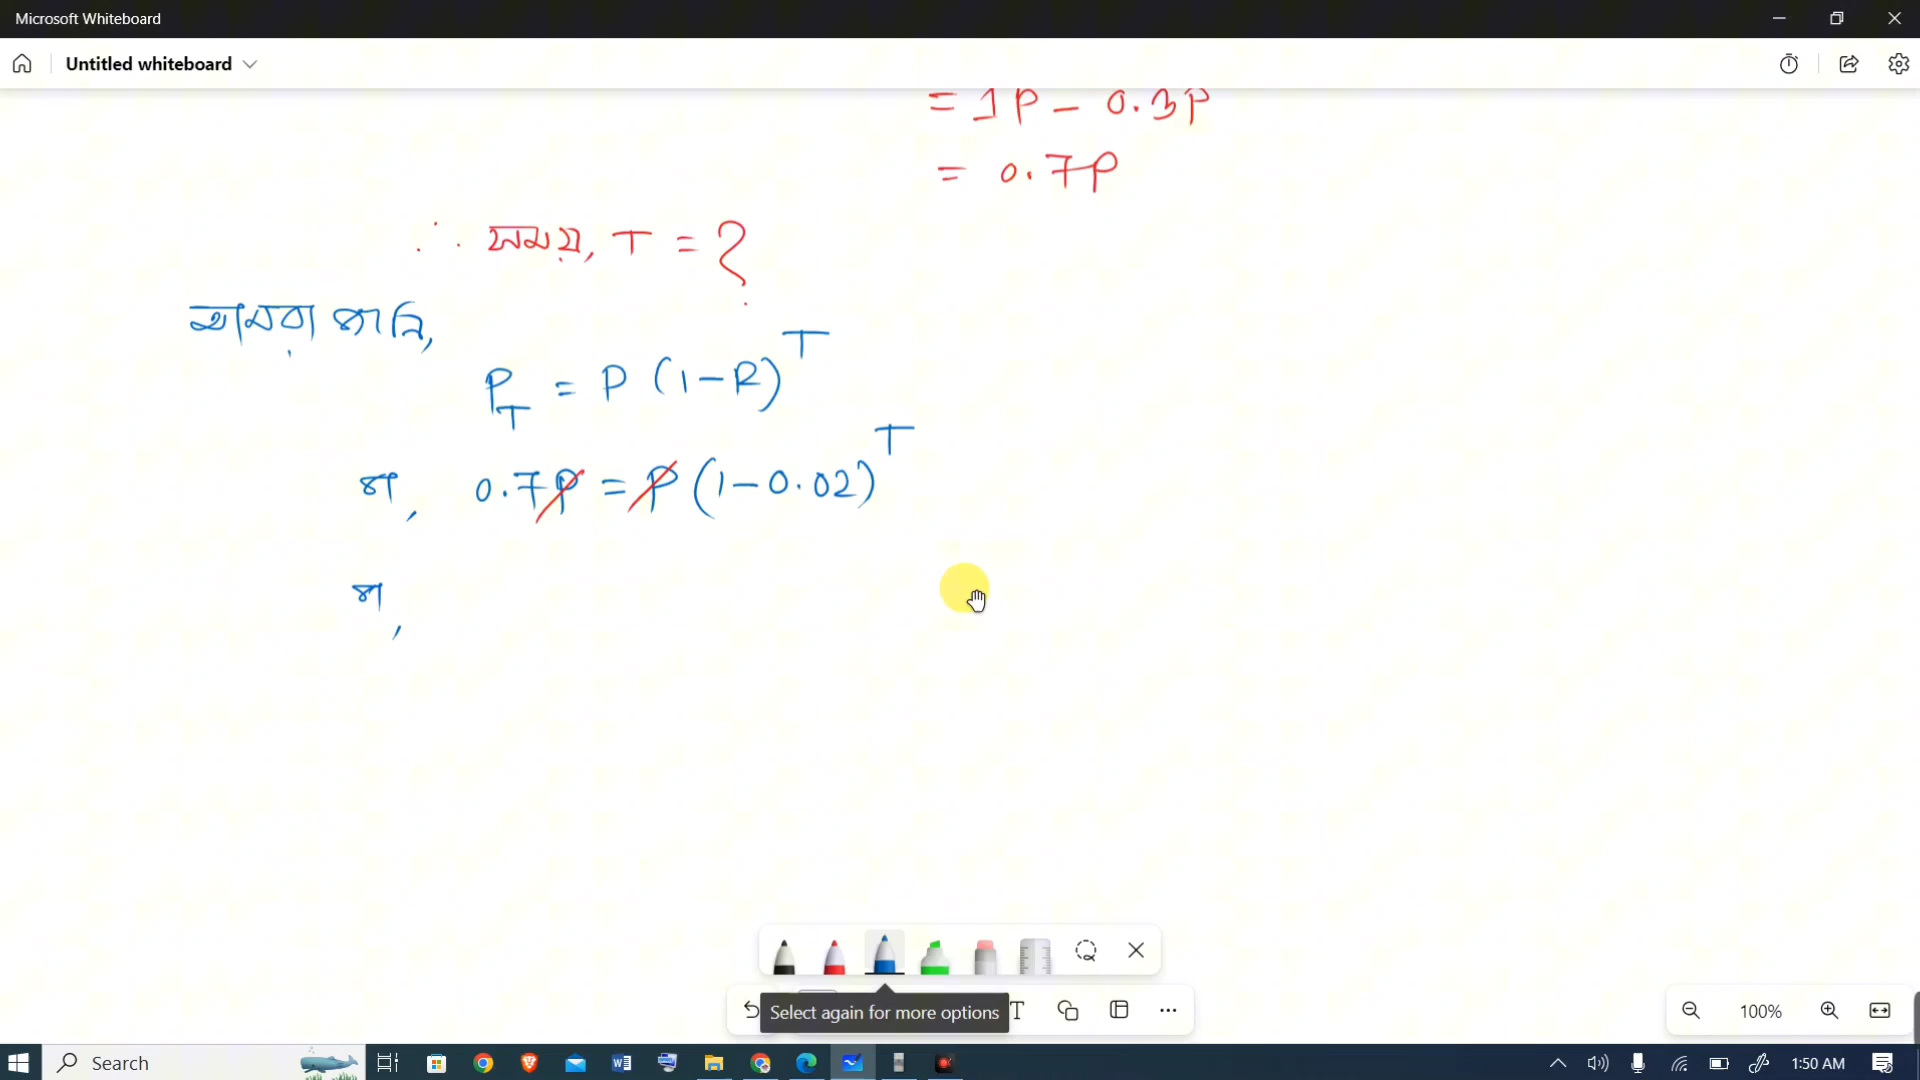 Microsoft Whiteboard
Untitled whiteboard
= 1P - 0.3P
= 0.7P
∴ সময়, T = ?
আমরা জানি,
P_T = P (1-R)^T
বা, 0.7P = P (1-0.02)^T
বা,
Select again for more options
T
100%
Search
1:50 AM